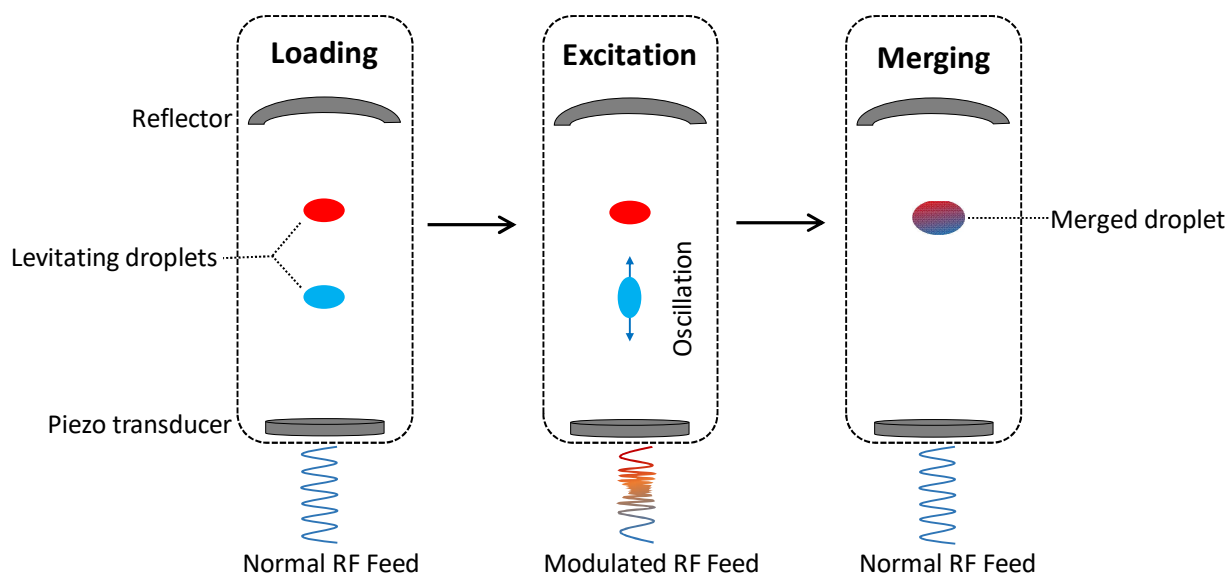 Loading
Excitation
Merging
Reflector
Levitating droplets
Oscillation
Merged droplet
Piezo transducer
Normal RF Feed
Modulated RF Feed
Normal RF Feed